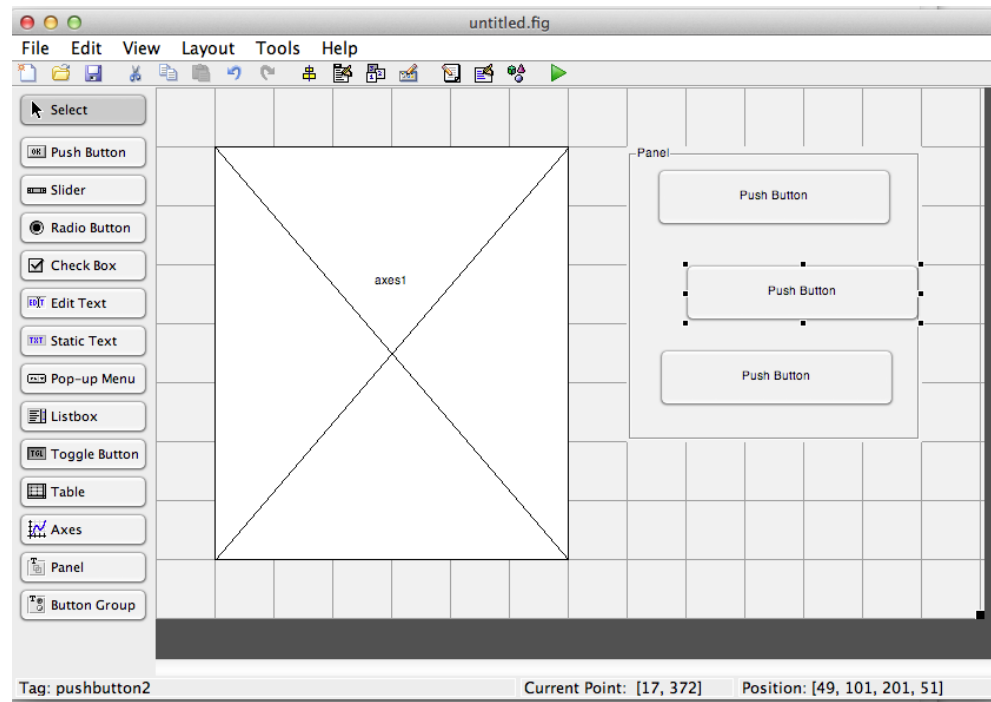 untitled.fig
File Edit View Layout Tools Help
Select
Push Button
Slider
Radio Button
Check Box
Edit Text
Static Text
Pop-up Menu
Listbox
Toggle Button
Table
Axes
Panel
Button Group
axes1
Panel
Push Button
Push Button
Push Button
Tag: pushbutton2 Current Point: [17, 372] Position: [49, 101, 201, 51]